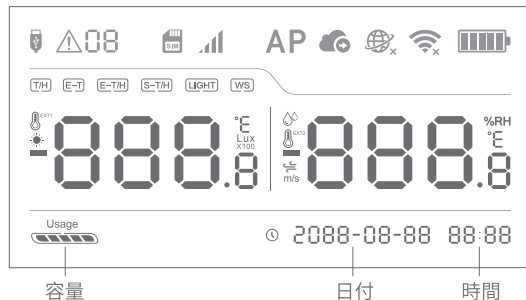 08 SIM AP
T/H E-T E-T/H S-T/H LIGHT WS
EXT1 888.8 °E Lux X100 EXT2 m/s 888.8 %RH °E
Usage
2088-08-88 88:88
容量 日付 時間